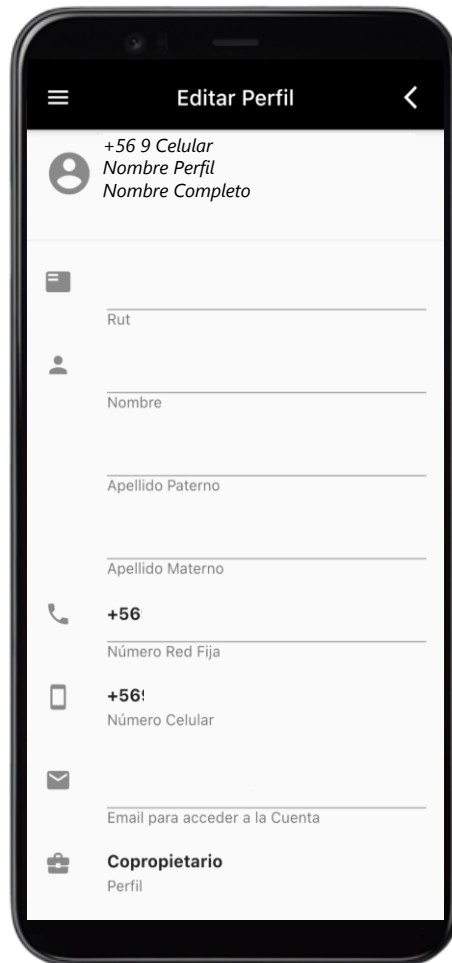 Editar Perfil
+56 9 Celular
Nombre Perfil
Nombre Completo
Rut
Nombre
Apellido Paterno
Apellido Materno
+56
Número Red Fija
+569
Número Celular
Email para acceder a la Cuenta
Copropietario
Perfil